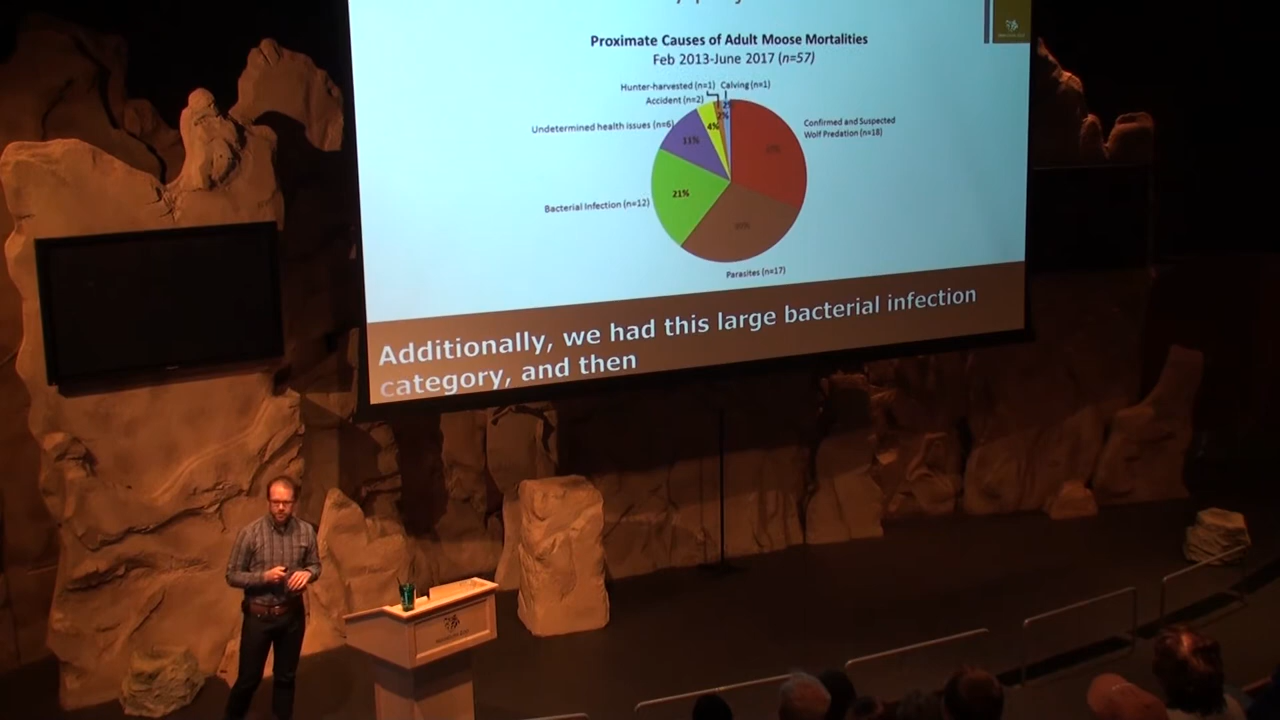 Proximate Causes of Adult Moose Mortalities
Feb 2013-June 2017 (n=57)
Hunter-harvested (n=1)
Calving (n=1)
Accident (n=2)
Undetermined health issues (n=6)
Confirmed and Suspected
Wolf Predation (n=18)
Bacterial Infection (n=12)
Parasites (n=17)
11%
4%
2%
21%
Additionally, we had this large bacterial infection
category, and then